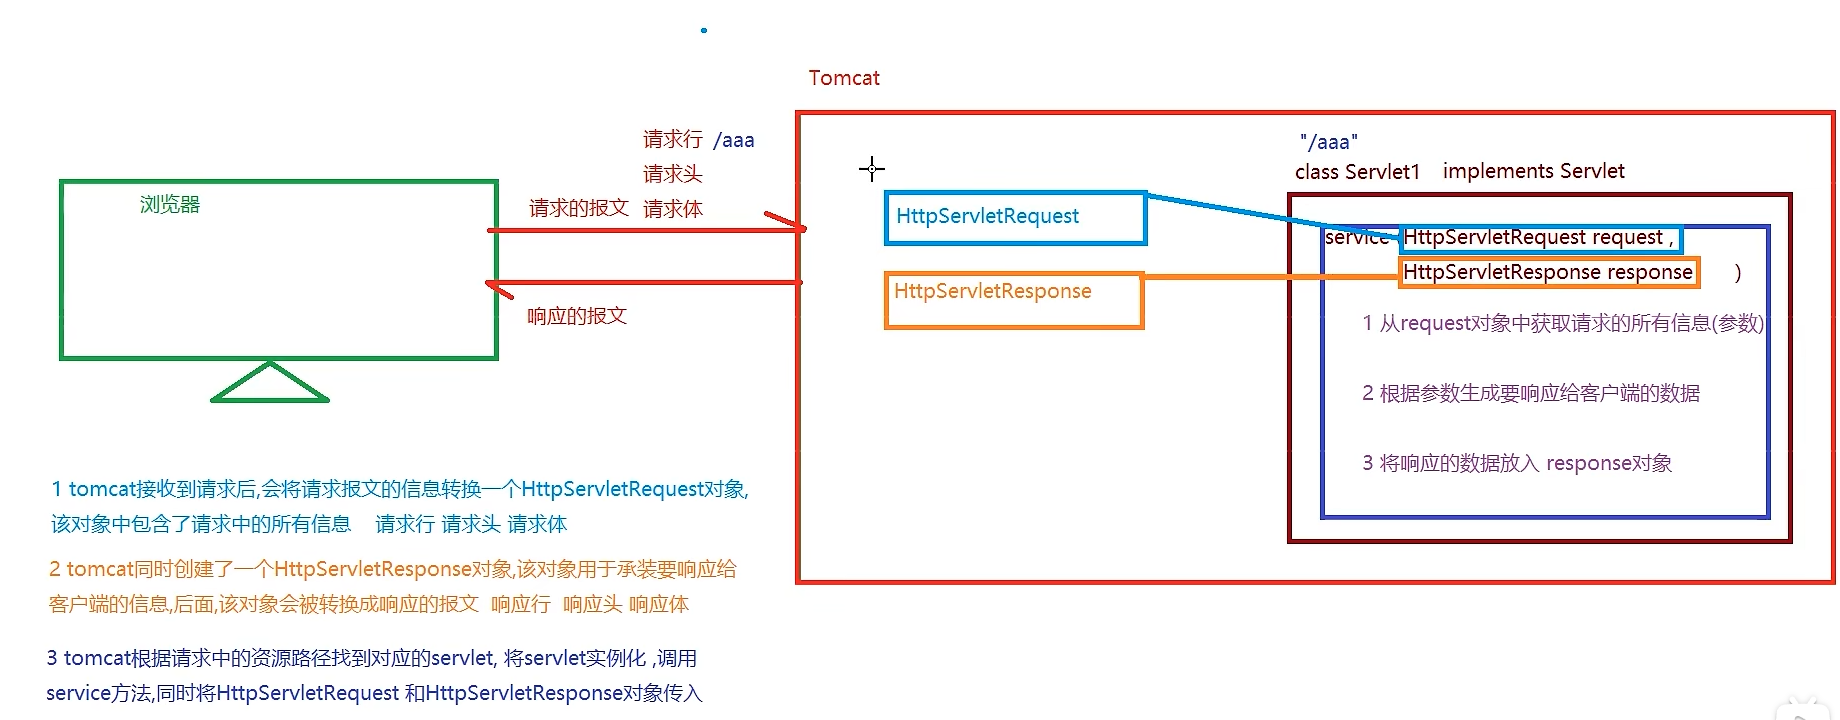 Tomcat
请求行 /aaa
请求头
请求的报文 请求体
浏览器
响应的报文
HttpServletRequest
HttpServletResponse
"/aaa"
class Servlet1 implements Servlet
service HttpServletRequest request ,
HttpServletResponse response )
1 从request对象中获取请求的所有信息(参数)
2 根据参数生成要响应给客户端的数据
3 将响应的数据放入 response对象
1 tomcat接收到请求后,会将请求报文的信息转换一个HttpServletRequest对象,
该对象中包含了请求中的所有信息 请求行 请求头 请求体
2 tomcat同时创建了一个HttpServletResponse对象,该对象用于承装要响应给
客户端的信息,后面,该对象会被转换成响应的报文 响应行 响应头 响应体
3 tomcat根据请求中的资源路径找到对应的servlet, 将servlet实例化 ,调用
service方法,同时将HttpServletRequest 和HttpServletResponse对象传入